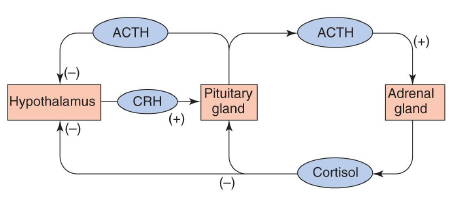 ACTH
ACTH
(+)
(–)
Hypothalamus
CRH
(+)
Pituitary
gland
Adrenal
gland
(–)
Cortisol
(–)